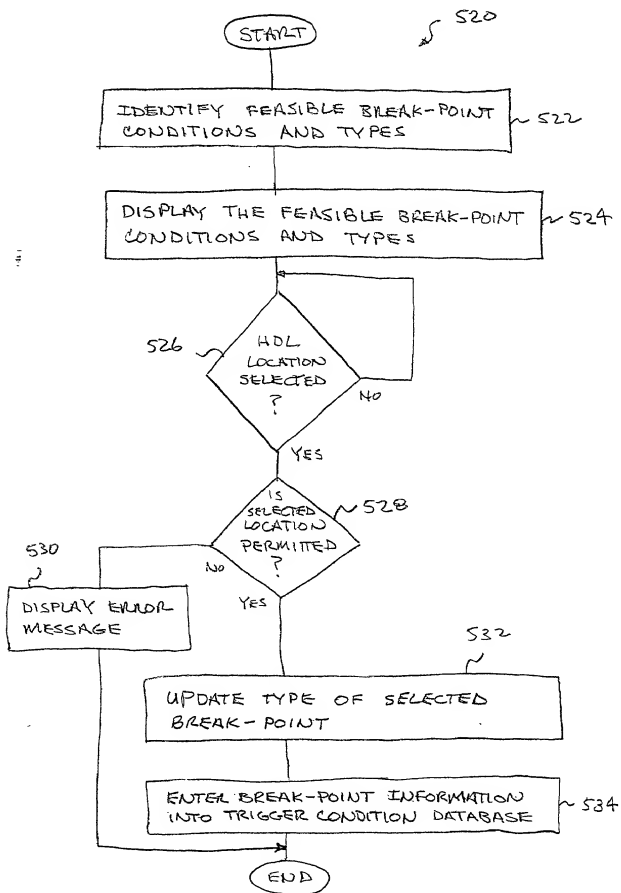 START
520
IDENTIFY FEASIBLE BREAK-POINT
CONDITIONS AND TYPES
522
DISPLAY THE FEASIBLE BREAK-POINT
CONDITIONS AND TYPES
524
526
HDL
LOCATION
SELECTED
?
NO
YES
IS
SELECTED
LOCATION
PERMITTED
?
528
530
NO
YES
DISPLAY ERROR
MESSAGE
532
UPDATE TYPE OF SELECTED
BREAK-POINT
ENTER BREAK-POINT INFORMATION
INTO TRIGGER CONDITION DATABASE
534
END